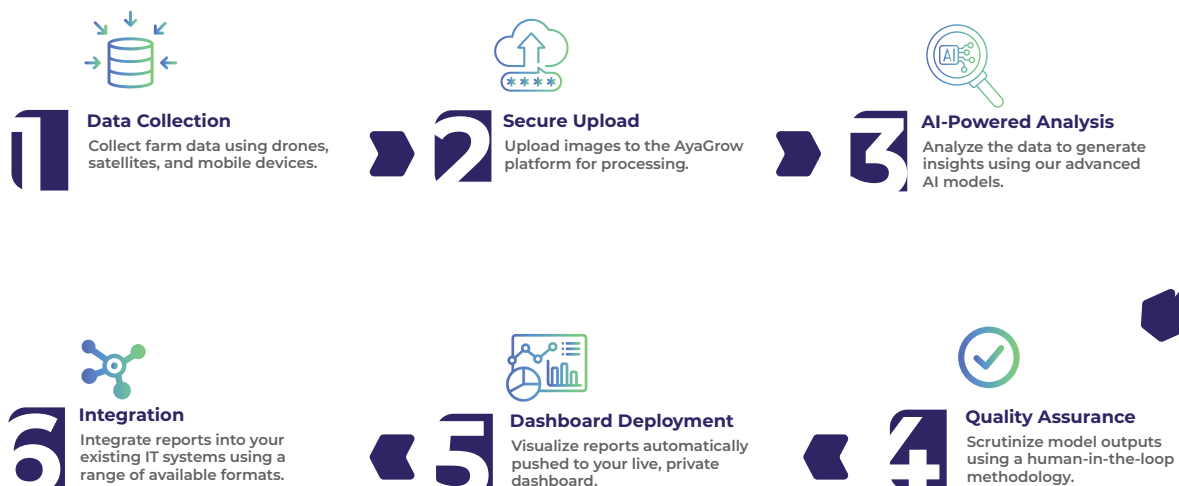 1
Data Collection
Collect farm data using drones,
satellites, and mobile devices.
2
Secure Upload
Upload images to the AyaGrow
platform for processing.
****
AI
3
AI-Powered Analysis
Analyze the data to generate
insights using our advanced
AI models.
4
Quality Assurance
Scrutinize model outputs
using a human-in-the-loop
methodology.
5
Dashboard Deployment
Visualize reports automatically
pushed to your live, private
dashboard.
6
Integration
Integrate reports into your
existing IT systems using a
range of available formats.